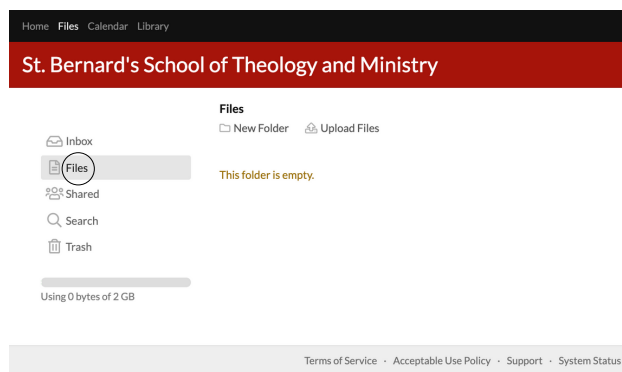 Home Files Calendar Library
St. Bernard's School of Theology and Ministry
Files
New Folder Upload Files
Inbox
Files
This folder is empty.
Shared
Search
Trash
Using 0 bytes of 2 GB
Terms of Service · Acceptable Use Policy · Support · System Status